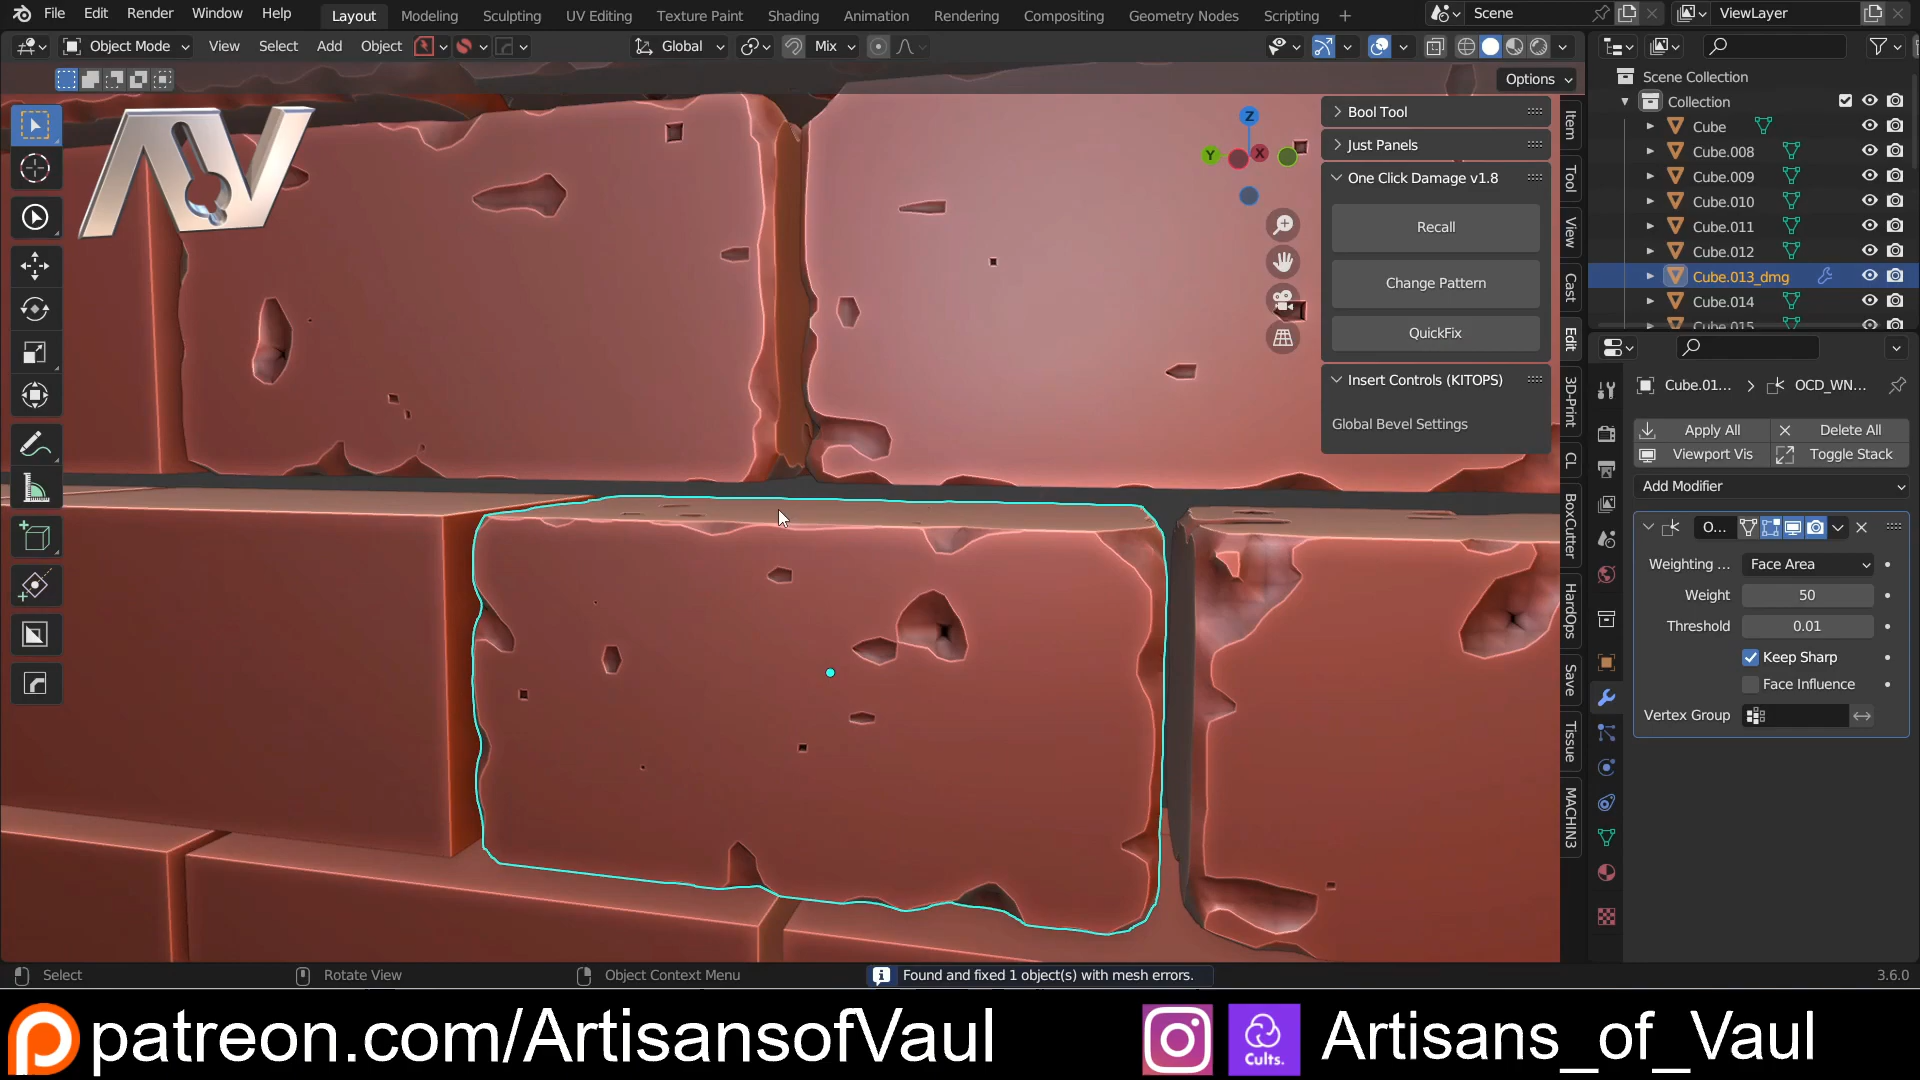 File Edit Render Window Help Layout Modeling Sculpting UV Editing Texture Paint Shading Animation Rendering Compositing Geometry Nodes Scripting + Scene ViewLayer
Object Mode View Select Add Object Global Mix
Options
Scene Collection
Collection
Cube
Cube.008
Cube.009
Cube.010
Cube.011
Cube.012
Cube.013_dmg
Cube.014
Cube.015
Z
Y
X
Bool Tool
Just Panels
One Click Damage v1.8
Recall
Change Pattern
QuickFix
Insert Controls (KITOPS)
Global Bevel Settings
Item
Tool
View
Cast
Edit
3D-Print
CL
BoxCutter
HardOps
Save
Tissue
MACHIN3
Cube.01... > OCD_WN...
Apply All Delete All
Viewport Vis Toggle Stack
Add Modifier
O...
Weighting ... Face Area
Weight 50
Threshold 0.01
Keep Sharp
Face Influence
Vertex Group
Select Rotate View Object Context Menu Found and fixed 1 object(s) with mesh errors. 3.6.0
patreon.com/ArtisansofVaul Cults. Artisans_of_Vaul